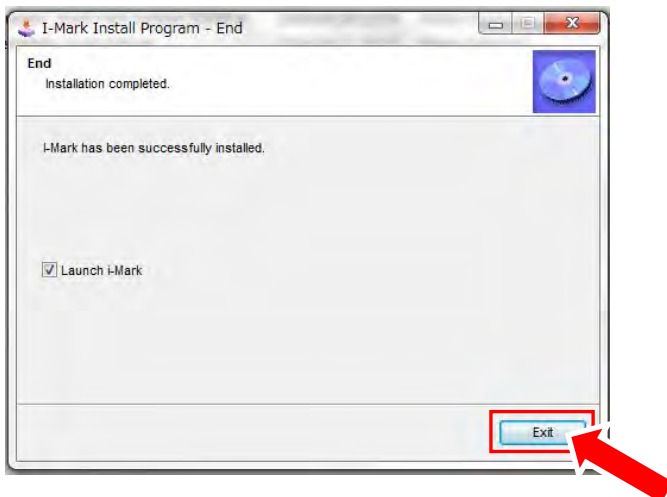 I-Mark Install Program - End
End
Installation completed.
I-Mark has been successfully installed.
Launch i-Mark
Exit